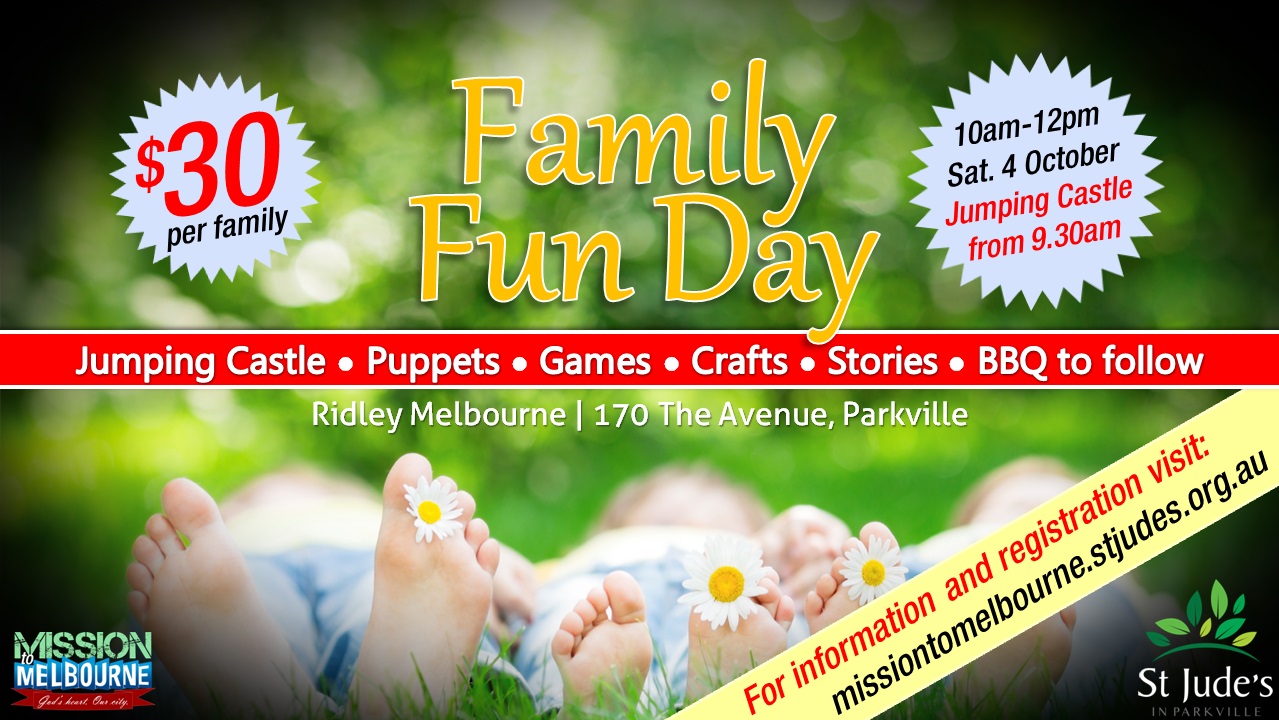 $30
per family
Family
Fun Day
10am-12pm
Sat. 4 October
Jumping Castle
from 9.30am
Jumping Castle • Puppets • Games • Crafts • Stories • BBQ to follow
Ridley Melbourne | 170 The Avenue, Parkville
For information and registration visit:
missiontomelbourne.stjudes.org.au
MISSION
to
MELBOURNE
God's heart, Our city.
St Jude's
IN PARKVILLE